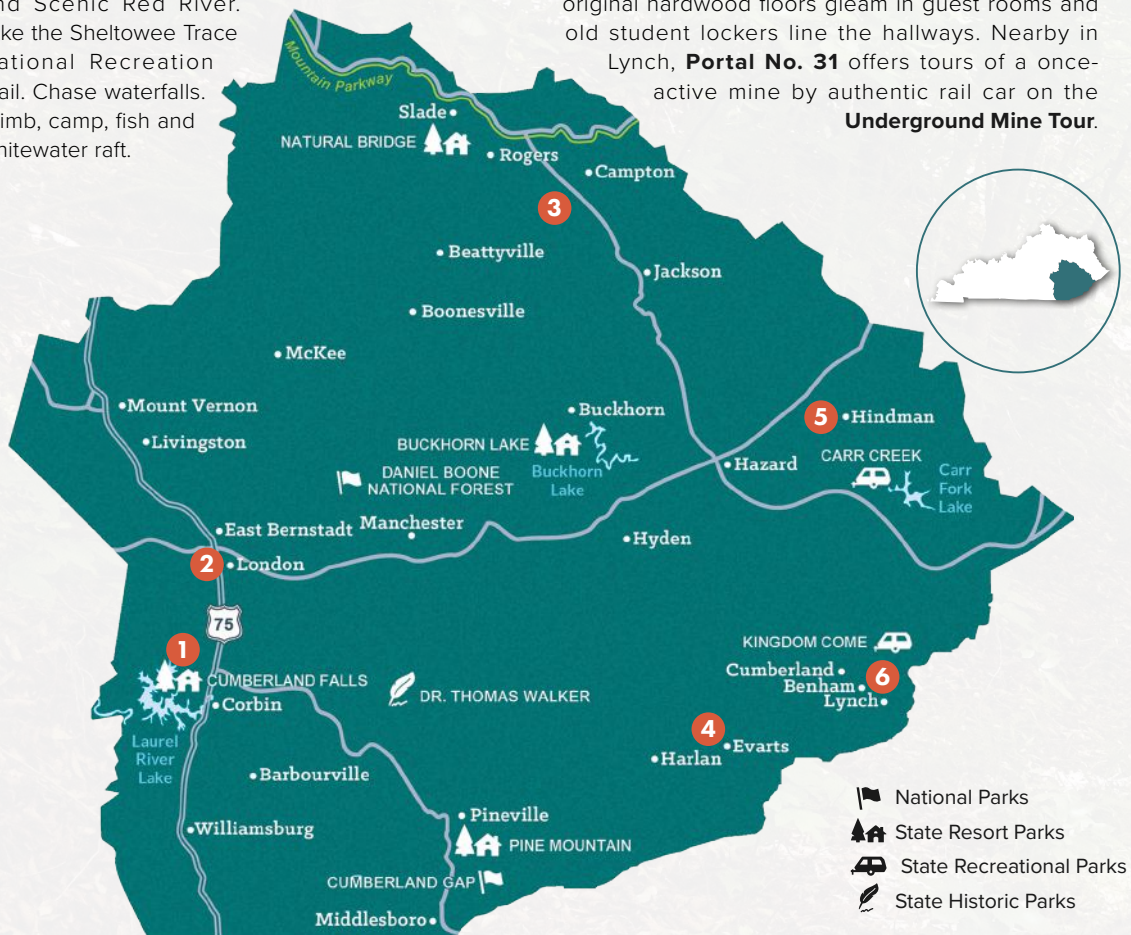 nd Scenic Red River.
ke the Sheltowee Trace
ational Recreation
ail. Chase waterfalls.
imb, camp, fish and
hitewater raft.
original hardwood floors gleam in guest rooms and
old student lockers line the hallways. Nearby in
Lynch, Portal No. 31 offers tours of a once-
active mine by authentic rail car on the
Underground Mine Tour.
Mountain Parkway
Slade
NATURAL BRIDGE
Rogers
Campton
3
Beattyville
Jackson
Boonesville
McKee
Mount Vernon
Buckhorn
5
Hindman
Livingston
BUCKHORN LAKE
CARR CREEK
Hazard
DANIEL BOONE
NATIONAL FOREST
Buckhorn
Lake
Carr
Fork
Lake
East Bernstadt
Manchester
Hyden
2
London
75
1
KINGDOM COME
CUMBERLAND FALLS
Cumberland
6
Benham
Lynch
DR. THOMAS WALKER
Corbin
4
Laurel
River
Lake
Evarts
Harlan
Barbourville
Pineville
Williamsburg
PINE MOUNTAIN
CUMBERLAND GAP
Middlesboro
National Parks
State Resort Parks
State Recreational Parks
State Historic Parks